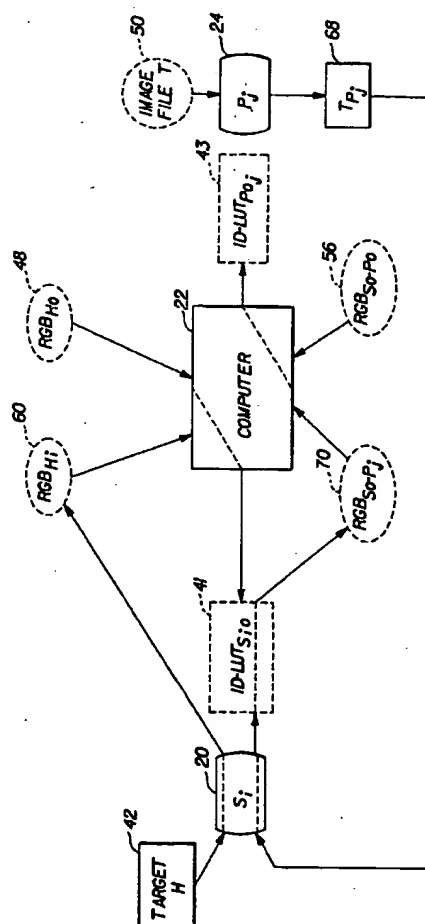 50
IMAGE
FILE T
24
Pj
68
TPj
43
ID-LUTPOj
48
RGBHo
22
COMPUTER
56
RGBSo-Po
60
RGBHi
70
RGBSo-Pj
41
ID-LUTSio
20
Si
42
TARGET
H